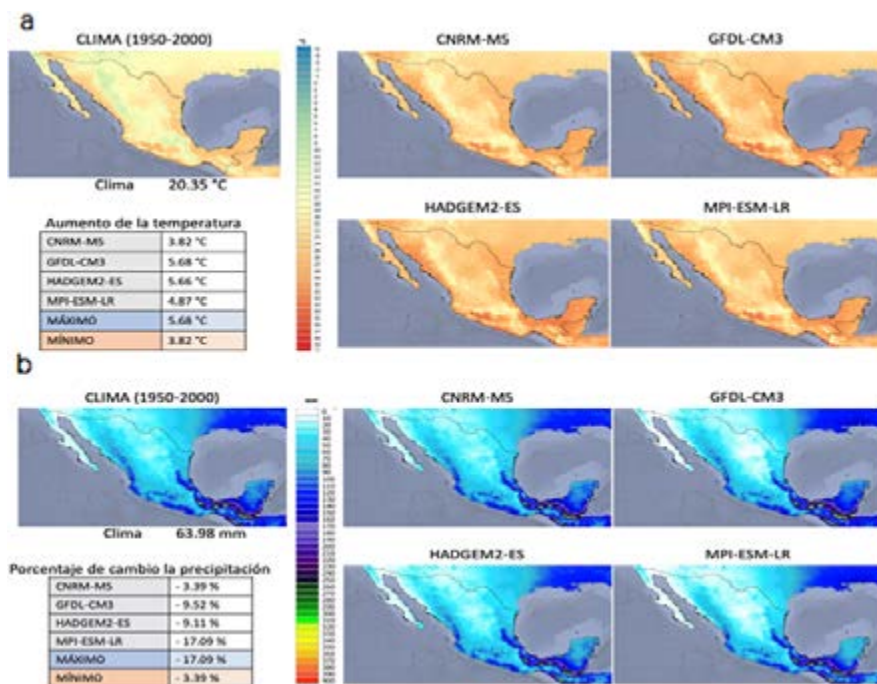 a
CLIMA (1950-2000)
Clima 20.35 °C
Aumento de la temperatura
CNRM-M5 3.82 °C
GFDL-CM3 5.68 °C
HADGEM2-ES 5.66 °C
MPI-ESM-LR 4.87 °C
MÁXIMO 5.68 °C
MÍNIMO 3.82 °C
CNRM-M5
GFDL-CM3
HADGEM2-ES
MPI-ESM-LR
b
CLIMA (1950-2000)
Clima 63.98 mm
Porcentaje de cambio la precipitación
CNRM-M5 - 3.39 %
GFDL-CM3 - 9.52 %
HADGEM2-ES - 9.11 %
MPI-ESM-LR - 17.09 %
MÁXIMO - 17.09 %
MÍNIMO - 3.39 %
CNRM-M5
GFDL-CM3
HADGEM2-ES
MPI-ESM-LR